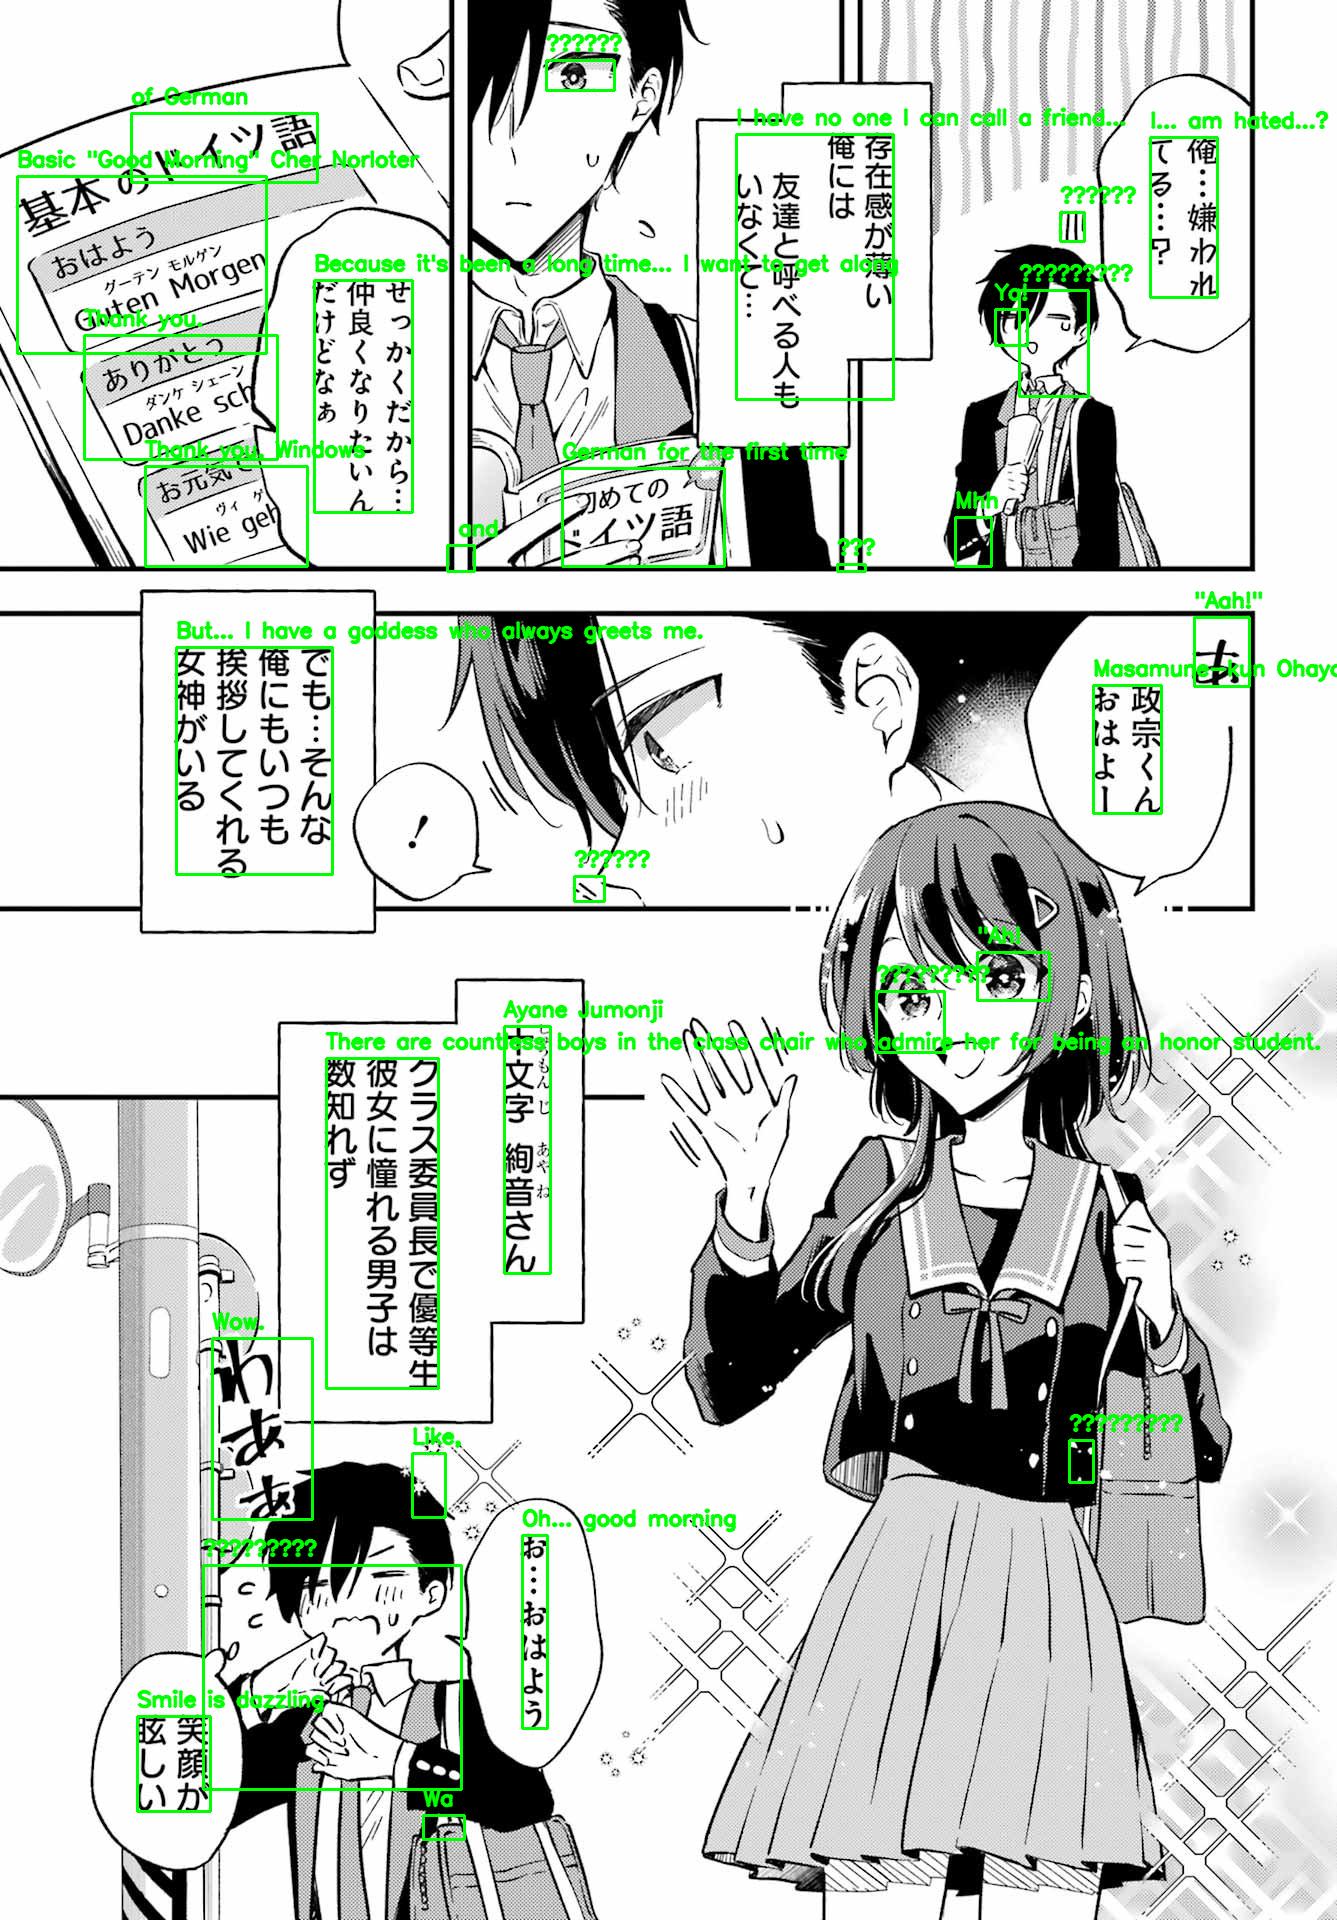 I... am hated...?
俺…嫌われ
てる…？
??????
?????????
Ya!
Mhh
I have no one I can call a friend...
存在感が薄い
俺には
友達と呼べる人も
いなくて…
???
??????
German for the first time
初めての
ドイツ語
and
of German
Basic "Good Morning" Cher Norloter
基本のドイツ語
おはよう
グーテン モルゲン
Guten Morgen
Thank you.
ありがとう
ダンケ シェーン
Danke sch
Thank you, Windows
お元気で
ヴィ ゲ
Wie geh
Because it's been a long time... I want to get along
せっかくだから…
仲良くなりたいん
だけどなぁ
"Aah!"
あ
Masamune-kun Ohayo
政宗くん
おはよー
！
??????
But... I have a goddess who always greets me.
でも…そんな
俺にもいつも
挨拶してくれる
女神がいる
"Ah!
?????????
Ayane Jumonji
じゅうもんじ あやね
十文字 絢音さん
There are countless boys in the class chair who admire her for being an honor student.
クラス委員長で優等生
彼女に憧れる男子は
数知れず
?????????
Wow.
わぁぁ
Like,
?????????
Oh... good morning
お…おはよう
Smile is dazzling
笑顔が
眩しい
Wa